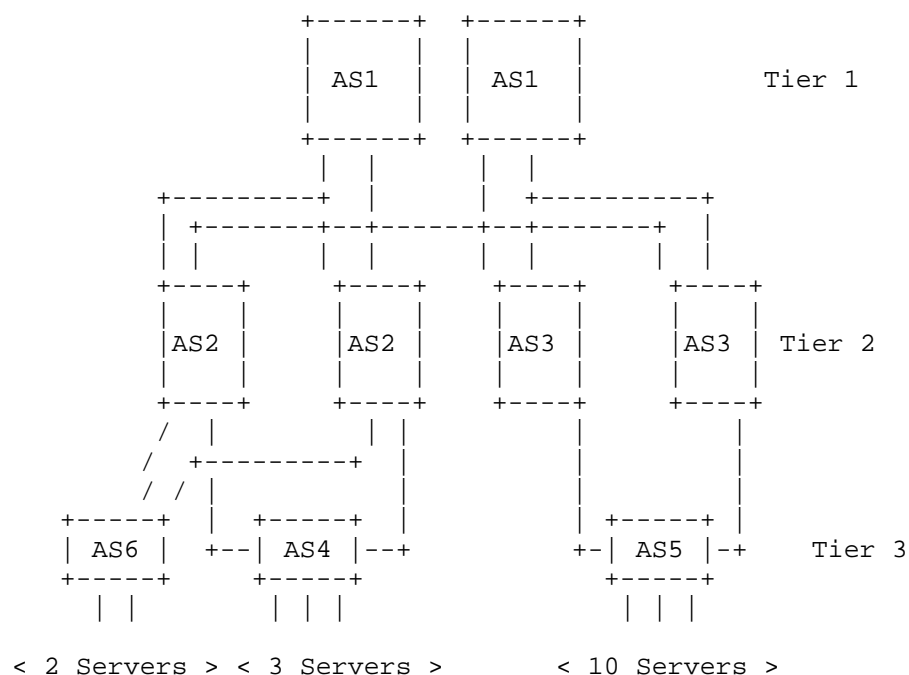 AS1 AS1 Tier 1
AS2 AS2 AS3 AS3 Tier 2
AS6 AS4 AS5 Tier 3
< 2 Servers > < 3 Servers > < 10 Servers >